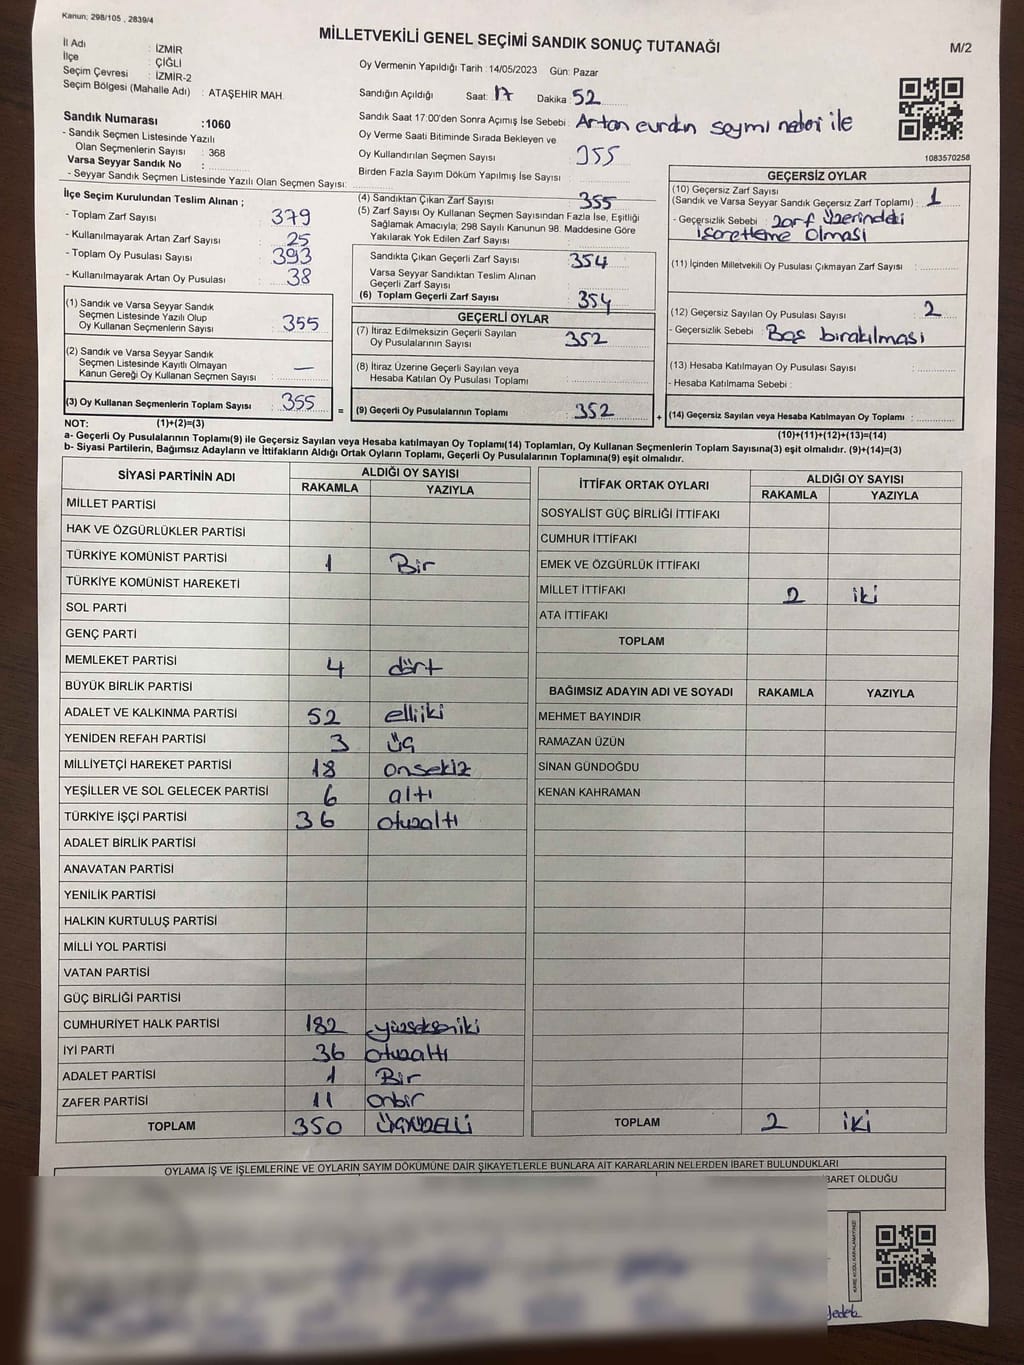 Kanun; 298/105 , 2839/4
MİLLETVEKİLİ GENEL SEÇİMİ SANDIK SONUÇ TUTANAĞI
M/2
İl Adı : İZMİR
İlçe : ÇİĞLİ
Seçim Çevresi : İZMİR-2
Seçim Bölgesi (Mahalle Adı) : ATAŞEHİR MAH.
Oy Vermenin Yapıldığı Tarih : 14/05/2023 Gün: Pazar
Sandığın Açıldığı Saat: 17 Dakika : 52
Sandık Saat 17:00'den Sonra Açımış İse Sebebi : Artan evrakın sayımı nedeni ile
Oy Verme Saati Bitiminde Sırada Bekleyen ve
Oy Kullandırılan Seçmen Sayısı 355
Birden Fazla Sayım Döküm Yapılmış İse Sayısı :
1083570258
Sandık Numarası :1060
- Sandık Seçmen Listesinde Yazılı
Olan Seçmenlerin Sayısı : 368
Varsa Seyyar Sandık No :
- Seyyar Sandık Seçmen Listesinde Yazılı Olan Seçmen Sayısı:
İlçe Seçim Kurulundan Teslim Alınan ;
- Toplam Zarf Sayısı : 379
- Kullanılmayarak Artan Zarf Sayısı : 25
- Toplam Oy Pusulası Sayısı : 393
- Kullanılmayarak Artan Oy Pusulası : 38
(1) Sandık ve Varsa Seyyar Sandık
Seçmen Listesinde Yazılı Olup
Oy Kullanan Seçmenlerin Sayısı : 355
(2) Sandık ve Varsa Seyyar Sandık
Seçmen Listesinde Kayıtlı Olmayan
Kanun Gereği Oy Kullanan Seçmen Sayısı : —
(3) Oy Kullanan Seçmenlerin Toplam Sayısı : 355
(4) Sandıktan Çıkan Zarf Sayısı : 355
(5) Zarf Sayısı Oy Kullanan Seçmen Sayısından Fazla İse, Eşitliği
Sağlamak Amacıyla; 298 Sayılı Kanunun 98. Maddesine Göre
Yakılarak Yok Edilen Zarf Sayısı :
Sandıkta Çıkan Geçerli Zarf Sayısı : 354
Varsa Seyyar Sandıktan Teslim Alınan
Geçerli Zarf Sayısı :
(6) Toplam Geçerli Zarf Sayısı : 354
GEÇERLİ OYLAR
(7) İtiraz Edilmeksizin Geçerli Sayılan
Oy Pusulalarının Sayısı : 352
(8) İtiraz Üzerine Geçerli Sayılan veya
Hesaba Katılan Oy Pusulası Toplamı :
= (9) Geçerli Oy Pusulalarının Toplamı : 352
GEÇERSİZ OYLAR
(10) Geçersiz Zarf Sayısı
(Sandık ve Varsa Seyyar Sandık Geçersiz Zarf Toplamı) : 1
- Geçersizlik Sebebi : zarf üzerindeki
işaretleme olması
(11) İçinden Milletvekili Oy Pusulası Çıkmayan Zarf Sayısı :
(12) Geçersiz Sayılan Oy Pusulası Sayısı : 2
- Geçersizlik Sebebi : Boş bırakılması
(13) Hesaba Katılmayan Oy Pusulası Sayısı :
- Hesaba Katılmama Sebebi :
+ (14) Geçersiz Sayılan veya Hesaba Katılmayan Oy Toplamı :
NOT: (1)+(2)=(3)
(10)+(11)+(12)+(13)=(14)
a- Geçerli Oy Pusulalarının Toplamı(9) ile Geçersiz Sayılan veya Hesaba katılmayan Oy Toplamı(14) Toplamları, Oy Kullanan Seçmenlerin Toplam Sayısına(3) eşit olmalıdır. (9)+(14)=(3)
b- Siyasi Partilerin, Bağımsız Adayların ve İttifakların Aldığı Ortak Oyların Toplamı, Geçerli Oy Pusulalarının Toplamına(9) eşit olmalıdır.
SİYASİ PARTİNİN ADI
ALDIĞI OY SAYISI
RAKAMLA YAZIYLA
MİLLET PARTİSİ
HAK VE ÖZGÜRLÜKLER PARTİSİ
TÜRKİYE KOMÜNİST PARTİSİ 1 Bir
TÜRKİYE KOMÜNİST HAREKETİ
SOL PARTİ
GENÇ PARTİ
MEMLEKET PARTİSİ 4 dört
BÜYÜK BİRLİK PARTİSİ
ADALET VE KALKINMA PARTİSİ 52 elliiki
YENİDEN REFAH PARTİSİ 3 üç
MİLLİYETÇİ HAREKET PARTİSİ 18 onsekiz
YEŞİLLER VE SOL GELECEK PARTİSİ 6 altı
TÜRKİYE İŞÇİ PARTİSİ 36 otuzaltı
ADALET BİRLİK PARTİSİ
ANAVATAN PARTİSİ
YENİLİK PARTİSİ
HALKIN KURTULUŞ PARTİSİ
MİLLİ YOL PARTİSİ
VATAN PARTİSİ
GÜÇ BİRLİĞİ PARTİSİ
CUMHURİYET HALK PARTİSİ 182 yüzsekseniki
İYİ PARTİ 36 otuzaltı
ADALET PARTİSİ 1 Bir
ZAFER PARTİSİ 11 onbir
TOPLAM 350 ÜÇYÜZELLİ
İTTİFAK ORTAK OYLARI
ALDIĞI OY SAYISI
RAKAMLA YAZIYLA
SOSYALİST GÜÇ BİRLİĞİ İTTİFAKI
CUMHUR İTTİFAKI
EMEK VE ÖZGÜRLÜK İTTİFAKI
MİLLET İTTİFAKI 2 iki
ATA İTTİFAKI
TOPLAM
BAĞIMSIZ ADAYIN ADI VE SOYADI RAKAMLA YAZIYLA
MEHMET BAYINDIR
RAMAZAN ÜZÜN
SİNAN GÜNDOĞDU
KENAN KAHRAMAN
TOPLAM 2 iki
OYLAMA İŞ VE İŞLEMLERİNE VE OYLARIN SAYIM DÖKÜMÜNE DAİR ŞİKAYETLERLE BUNLARA AİT KARARLARIN NELERDEN İBARET BULUNDUKLARI
BARET OLDUĞU